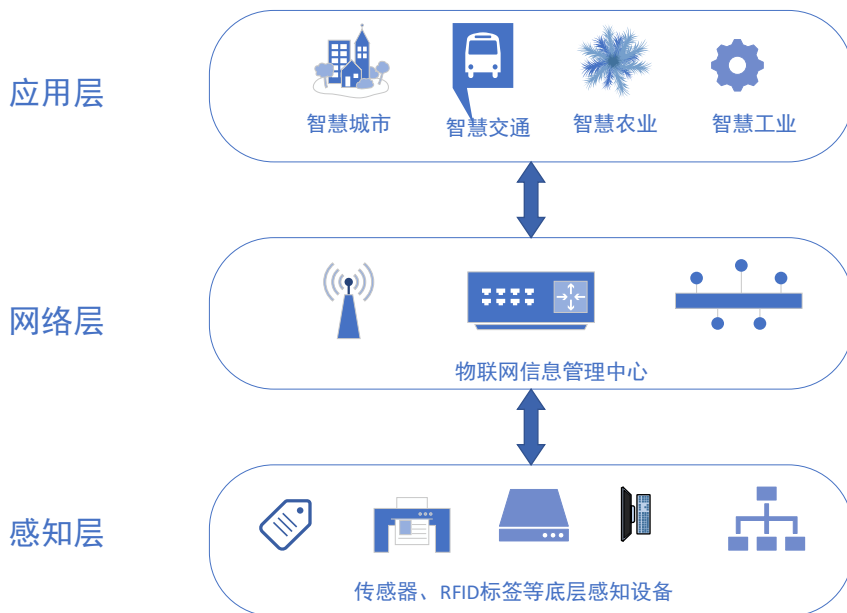 应用层
智慧城市
智慧交通
智慧农业
智慧工业
网络层
物联网信息管理中心
感知层
传感器、RFID标签等底层感知设备